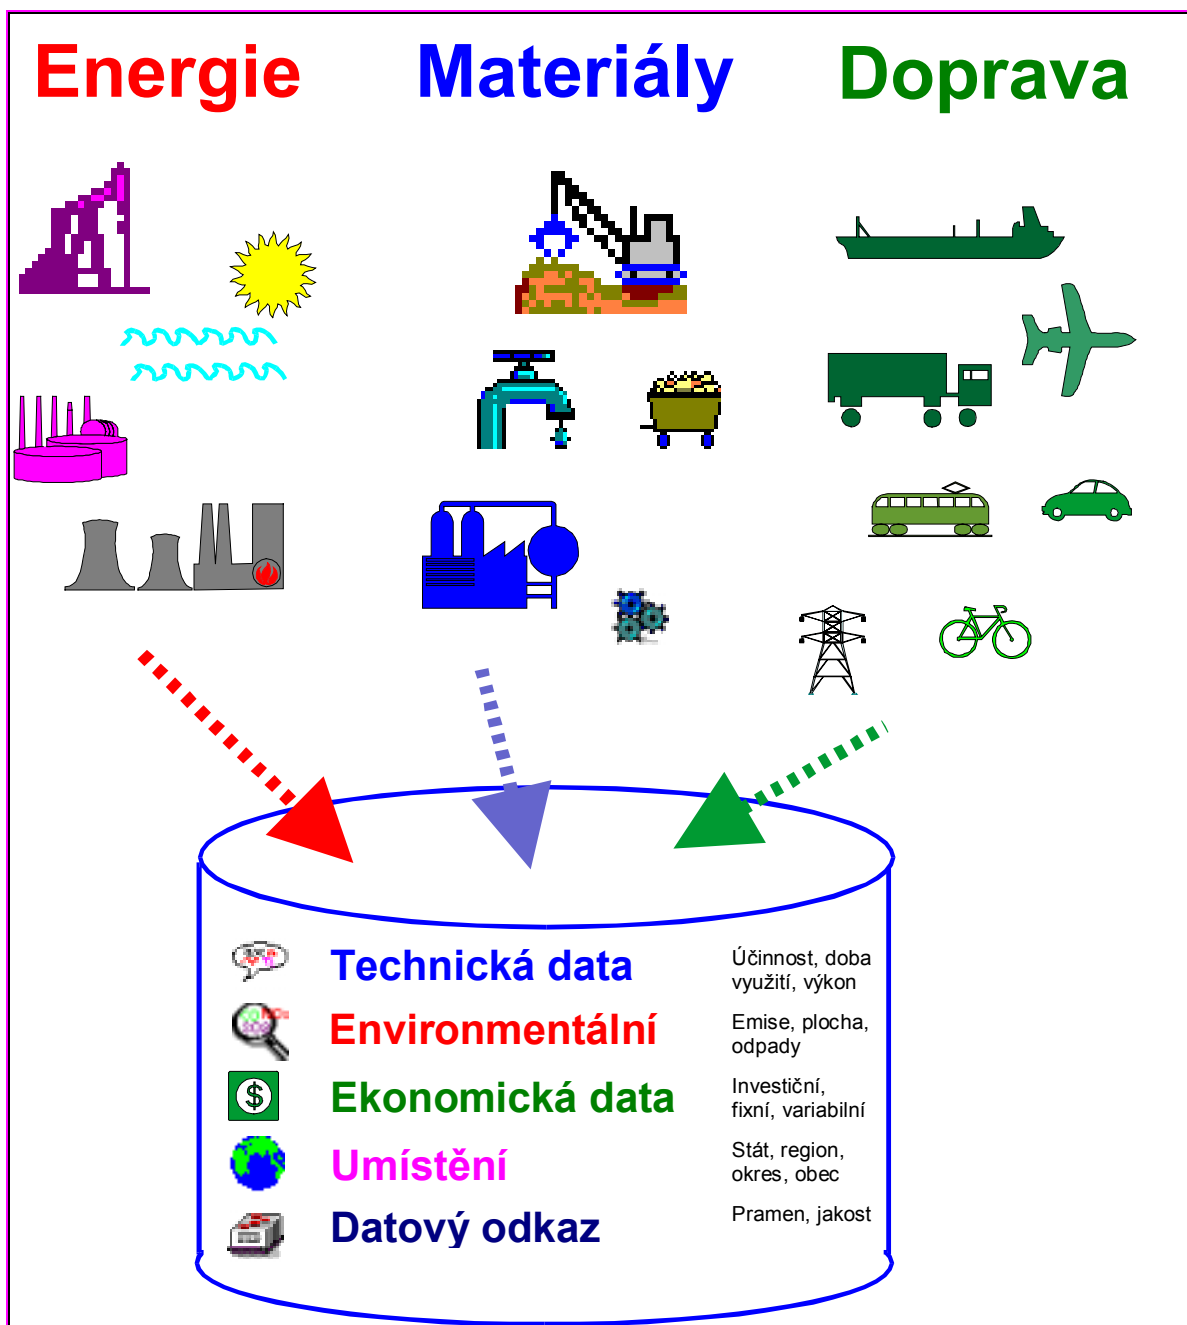 Energie
Materiály
Doprava
Technická data
Účinnost, doba
využití, výkon
Environmentální
Emise, plocha,
odpady
$
Ekonomická data
Investiční,
fixní, variabilní
Umístění
Stát, region,
okres, obec
Datový odkaz
Pramen, jakost